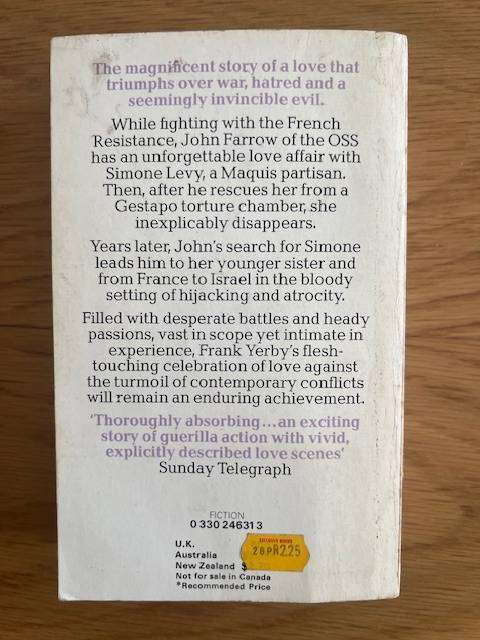 The magnificent story of a love that
triumphs over war, hatred and a
seemingly invincible evil.
While fighting with the French
Resistance, John Farrow of the OSS
has an unforgettable love affair with
Simone Levy, a Maquis partisan.
Then, after he rescues her from a
Gestapo torture chamber, she
inexplicably disappears.
Years later, John's search for Simone
leads him to her younger sister and
from France to Israel in the bloody
setting of hijacking and atrocity.
Filled with desperate battles and heady
passions, vast in scope yet intimate in
experience, Frank Yerby's flesh-
touching celebration of love against
the turmoil of contemporary conflicts
will remain an enduring achievement.
'Thoroughly absorbing...an exciting
story of guerilla action with vivid,
explicitly described love scenes'
Sunday Telegraph
FICTION
0 330 24631 3
U.K.
Australia
New Zealand $
Not for sale in Canada
*Recommended Price
R2.25